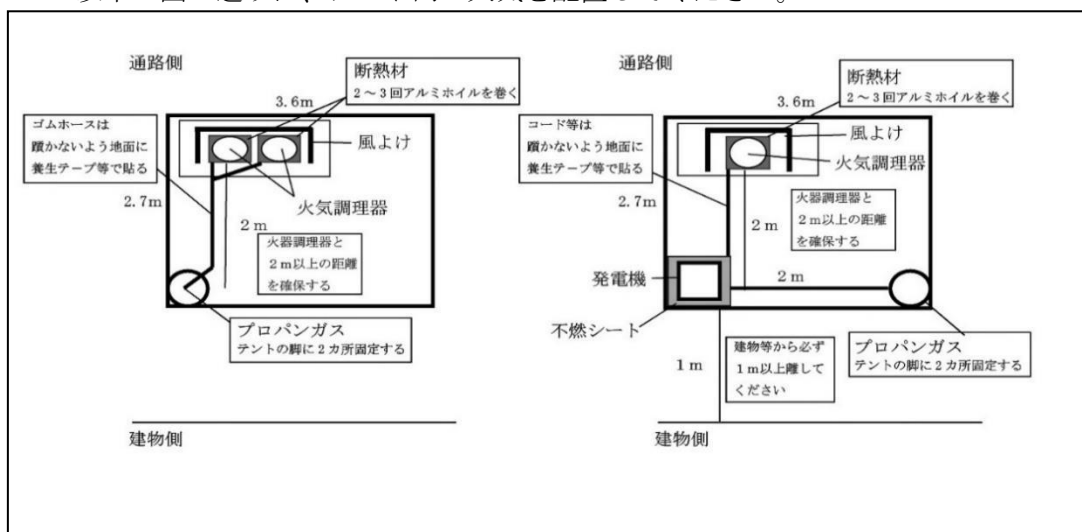 通路側
断熱材
2～3回アルミホイルを巻く
3.6m
ゴムホースは
躓かないよう地面に
養生テープ等で貼る
風よけ
2.7m
火気調理器
2m
火器調理器と
2m以上の距離
を確保する
プロパンガス
テントの脚に2カ所固定する
建物側
通路側
断熱材
2～3回アルミホイルを巻く
3.6m
コード等は
躓かないよう地面に
養生テープ等で貼る
風よけ
火気調理器
2.7m
火器調理器と
2m以上の距離
を確保する
2m
発電機
2m
不燃シート
プロパンガス
テントの脚に2カ所固定する
1m
建物等から必ず
1m以上離して
ください
建物側